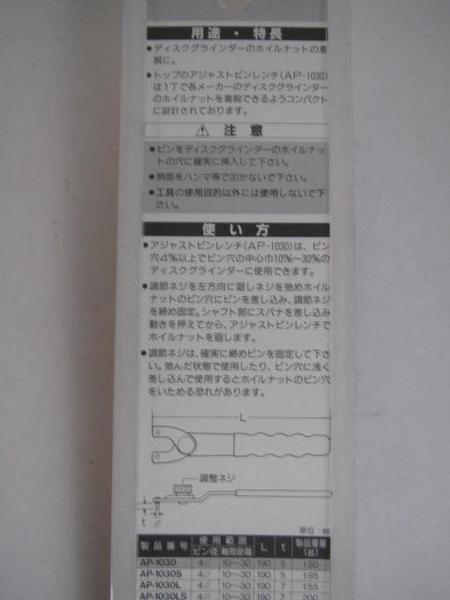 用途・特長
●ディスクグラインダーのホイルナットの着
脱に。
●トップのアジャストピンレンチ(AP-1030)
は1丁で各メーカーのディスクグラインダー
のホイルナットを着脱できるようコンパクト
に設計されております。
⚠ 注意
●ピンをディスクグラインダーのホイルナッ
トの穴に確実に挿入して下さい。
●柄部をハンマ等で叩かないで下さい。
●工具の使用目的以外には使用しないで下
さい。
使い方
●アジャストピンレンチ(AP-1030)は、ピン
穴4㎜以上でピン穴の中心巾10㎜〜30㎜の
ディスクグラインダーに使用できます。
●調節ネジを左方向に廻しネジを弛めホイル
ナットのピン穴にピンを差し込み、調節ネジ
を締め固定。シャフト部にスパナを差し込み
動きを押えてから、アジャストピンレンチで
ホイルナットを廻します。
●調節ネジは、確実に締めピンを固定して下さ
い。弛んだ状態で使用したり、ピン穴に浅く
差し込んで使用するとホイルナットのピン穴
をいためる恐れがあります。
L
調整ネジ
t
単位:㎜
製品番号 使用範囲 L t 製品重量
ピン径 軸間距離 (g)
AP-1030 4 10〜30 190 5 150
AP-1030S 4 10〜30 190 5 195
AP-1030L 4 10〜30 190 7 155
AP-1030LS 4 10〜30 190 7 200